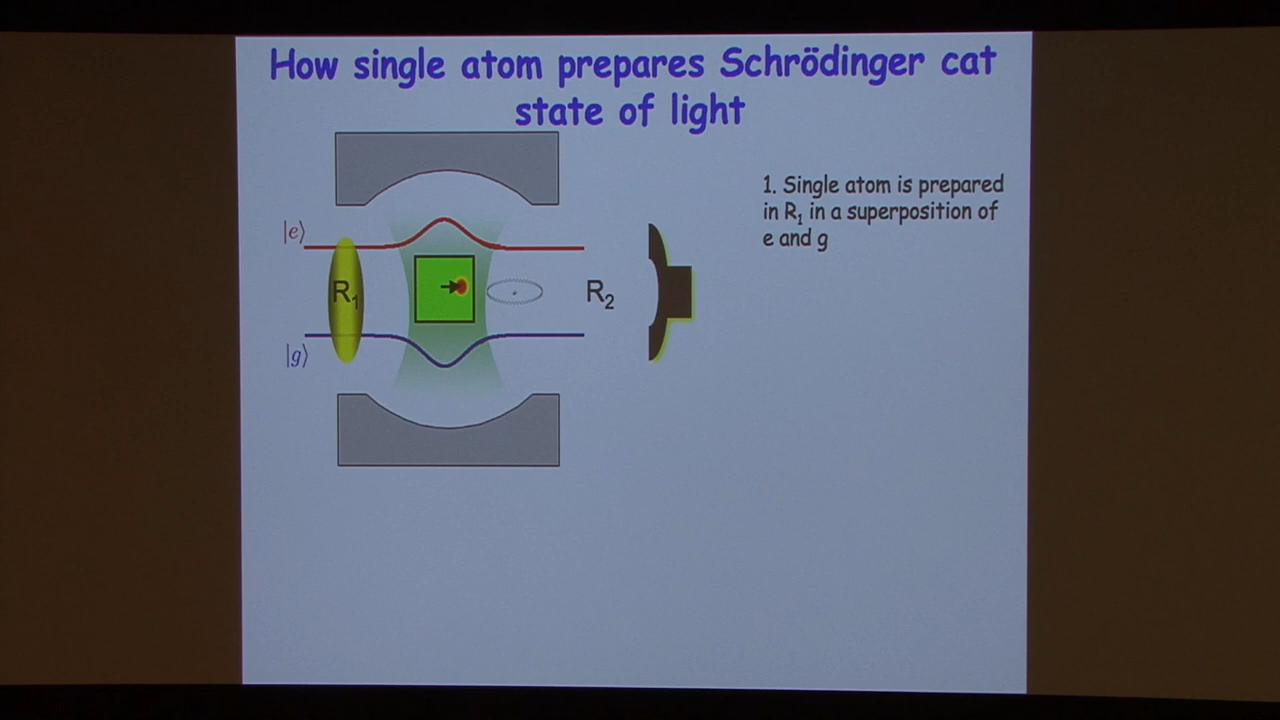 How single atom prepares Schrödinger cat
state of light
1. Single atom is prepared
in R₁ in a superposition of
e and g
|e⟩
R₁
R₂
|g⟩